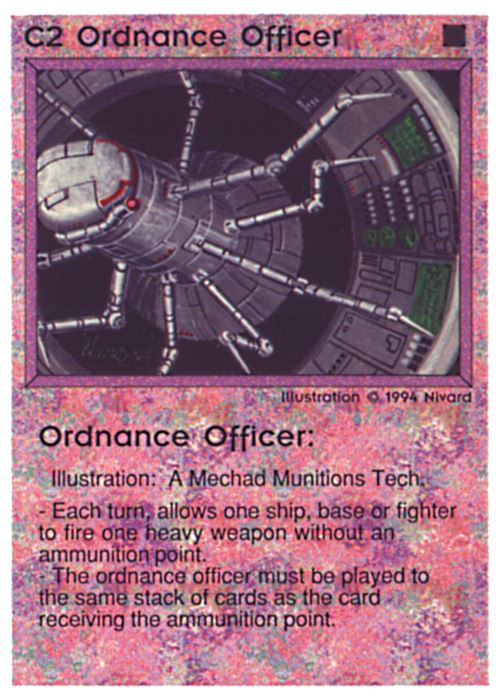 C2 Ordnance Officer
Illustration © 1994 Nivard
Ordnance Officer:
Illustration: A Mechad Munitions Tech.
- Each turn, allows one ship, base or fighter
to fire one heavy weapon without an
ammunition point.
- The ordnance officer must be played to
the same stack of cards as the card
receiving the ammunition point.